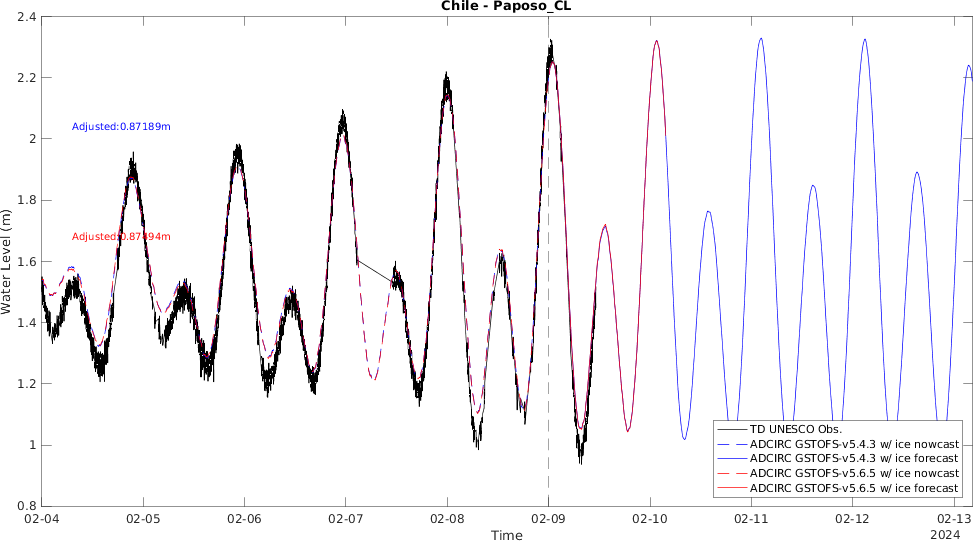 Chile - Paposo_CL
2.4
2.2
2
1.8
1.6
1.4
1.2
1
0.8
Water Level (m)
Adjusted:0.87189m
Adjusted:0.87494m
TD UNESCO Obs.
ADCIRC GSTOFS-v5.4.3 w/ ice nowcast
ADCIRC GSTOFS-v5.4.3 w/ ice forecast
ADCIRC GSTOFS-v5.6.5 w/ ice nowcast
ADCIRC GSTOFS-v5.6.5 w/ ice forecast
02-04 02-05 02-06 02-07 02-08 02-09 02-10 02-11 02-12 02-13
Time
2024